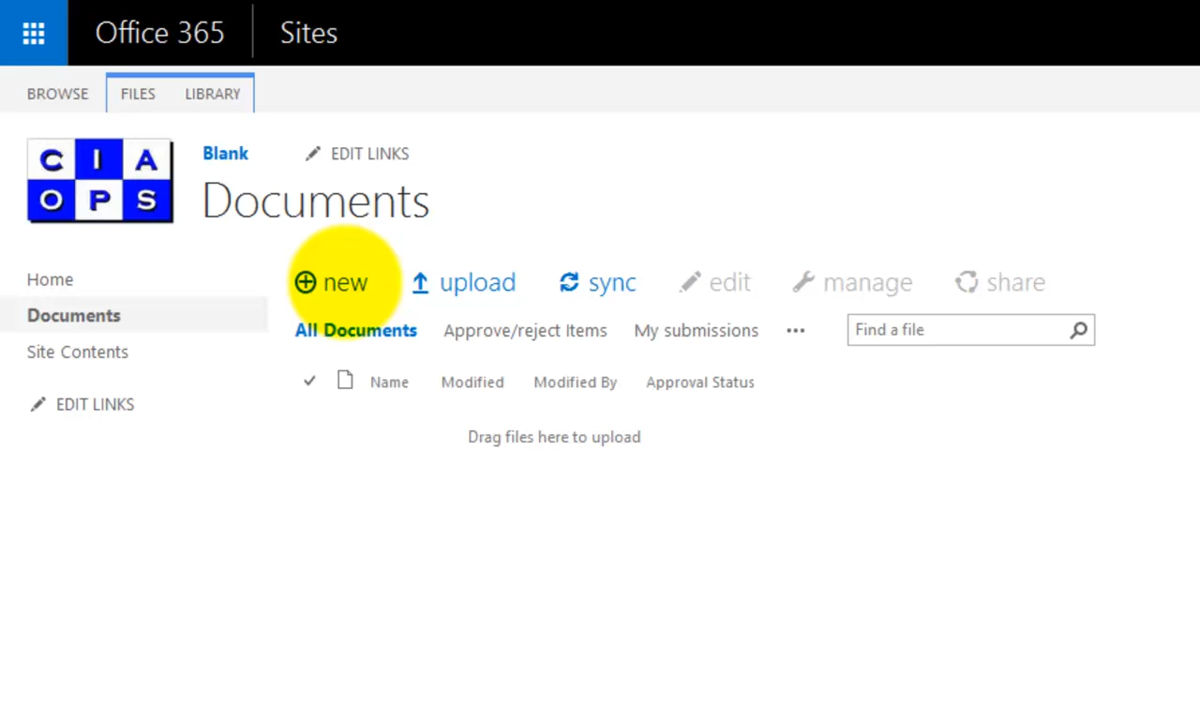 Office 365 Sites
BROWSE FILES LIBRARY
C I A
O P S
Blank EDIT LINKS
Documents
Home
Documents
Site Contents
EDIT LINKS
new upload sync edit manage share
All Documents Approve/reject Items My submissions ... Find a file
Name Modified Modified By Approval Status
Drag files here to upload